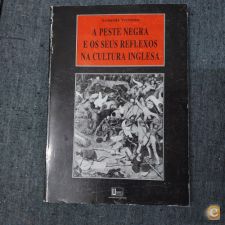 A PESTE NEGRA
E OS SEUS REFLEXOS
NA CULTURA INGLESA